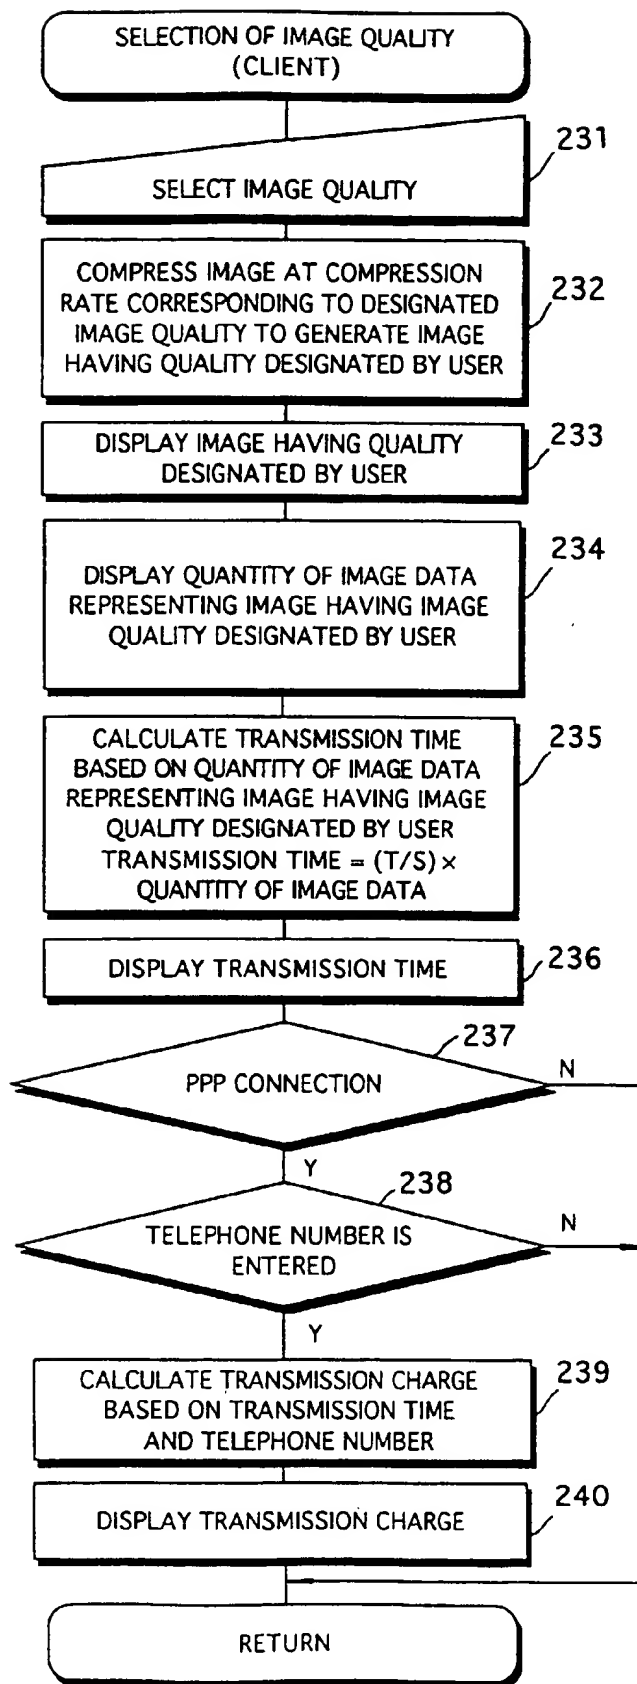 SELECTION OF IMAGE QUALITY
(CLIENT)
231
SELECT IMAGE QUALITY
COMPRESS IMAGE AT COMPRESSION
RATE CORRESPONDING TO DESIGNATED
IMAGE QUALITY TO GENERATE IMAGE
HAVING QUALITY DESIGNATED BY USER
232
DISPLAY IMAGE HAVING QUALITY
DESIGNATED BY USER
233
234
DISPLAY QUANTITY OF IMAGE DATA
REPRESENTING IMAGE HAVING IMAGE
QUALITY DESIGNATED BY USER
CALCULATE TRANSMISSION TIME
BASED ON QUANTITY OF IMAGE DATA
REPRESENTING IMAGE HAVING IMAGE
QUALITY DESIGNATED BY USER
TRANSMISSION TIME = (T/S) ×
QUANTITY OF IMAGE DATA
235
DISPLAY TRANSMISSION TIME
236
237
PPP CONNECTION
N
Y
238
TELEPHONE NUMBER IS
ENTERED
N
Y
CALCULATE TRANSMISSION CHARGE
BASED ON TRANSMISSION TIME
AND TELEPHONE NUMBER
239
DISPLAY TRANSMISSION CHARGE
240
RETURN